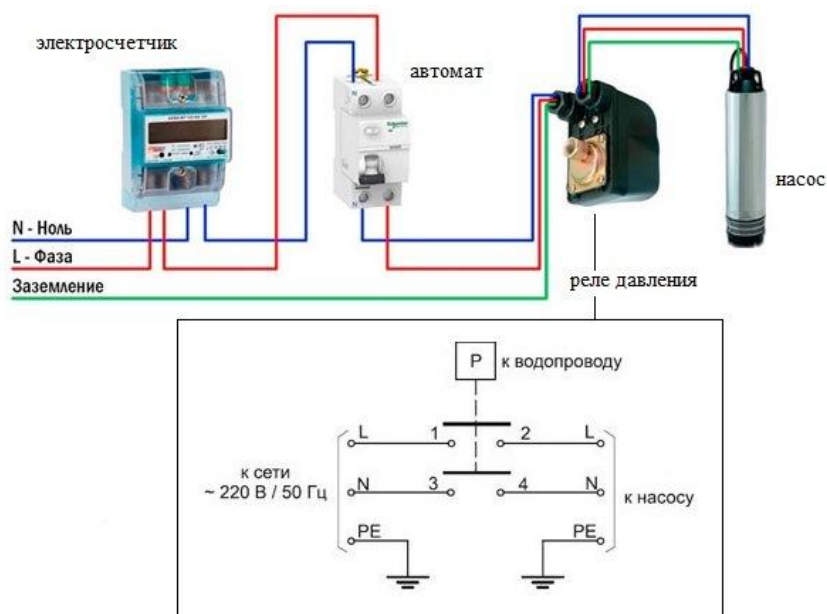 электросчетчик
автомат
насос
N - Ноль
L - Фаза
Заземление
реле давления
N
Schneider
N
P
к водопроводу
L
1
2
L
к сети
~ 220 В / 50 Гц
N
3
4
N
к насосу
PE
PE